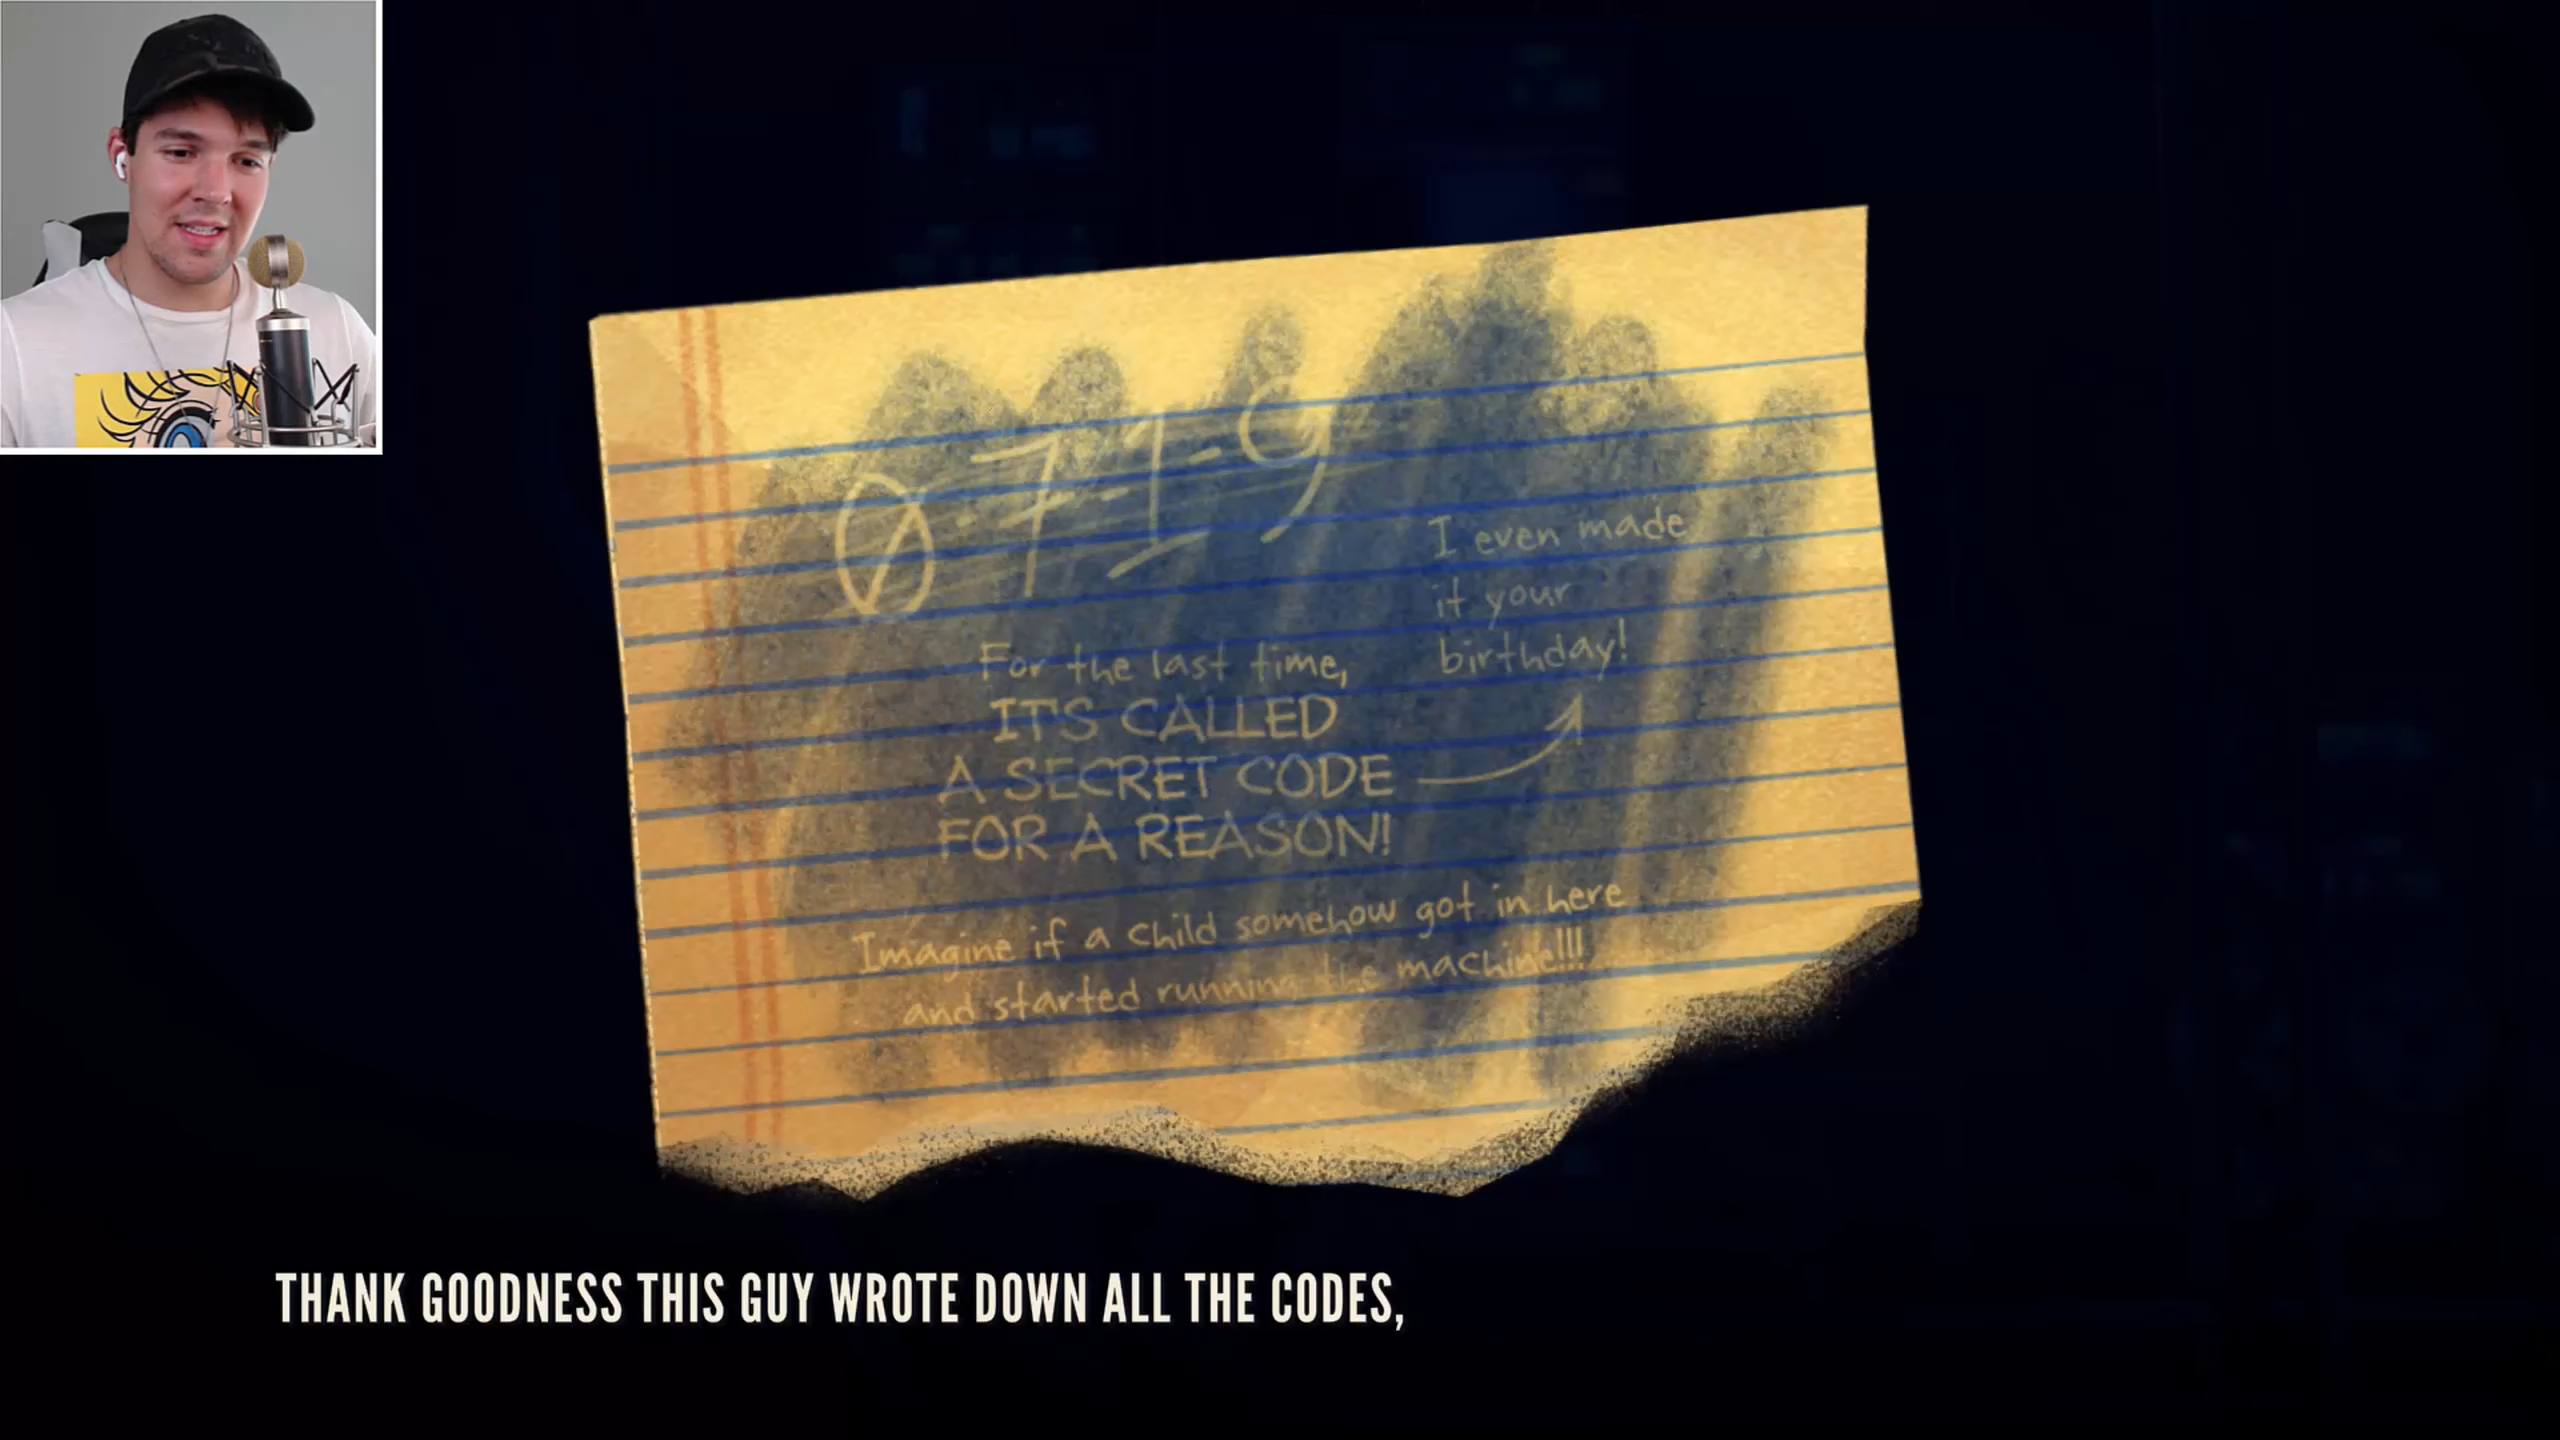 0-7-1-9
I even made
it your
birthday!
For the last time,
IT'S CALLED
A SECRET CODE
FOR A REASON!
Imagine if a child somehow got in here
and started running the machine!!!
THANK GOODNESS THIS GUY WROTE DOWN ALL THE CODES,